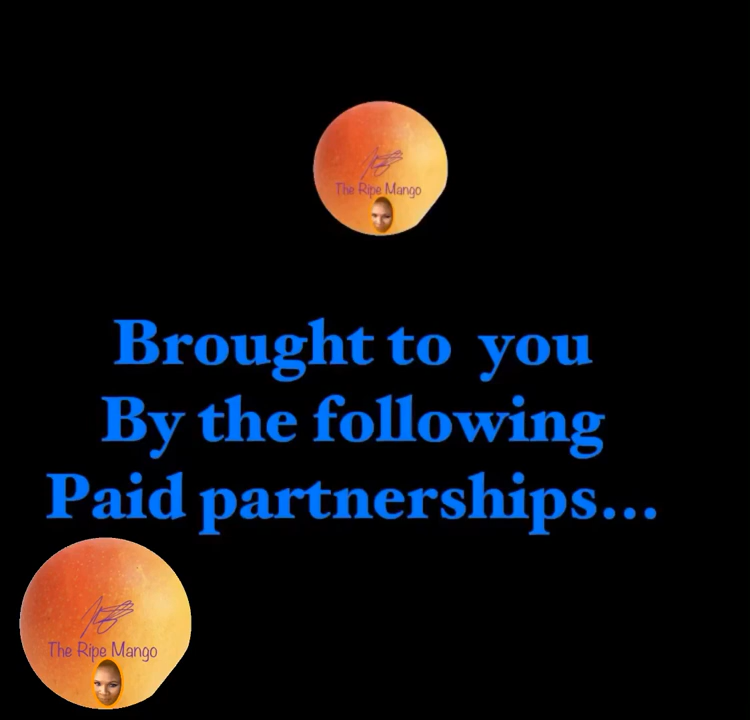 The Ripe Mango
Brought to you
By the following
Paid partnerships...
The Ripe Mango